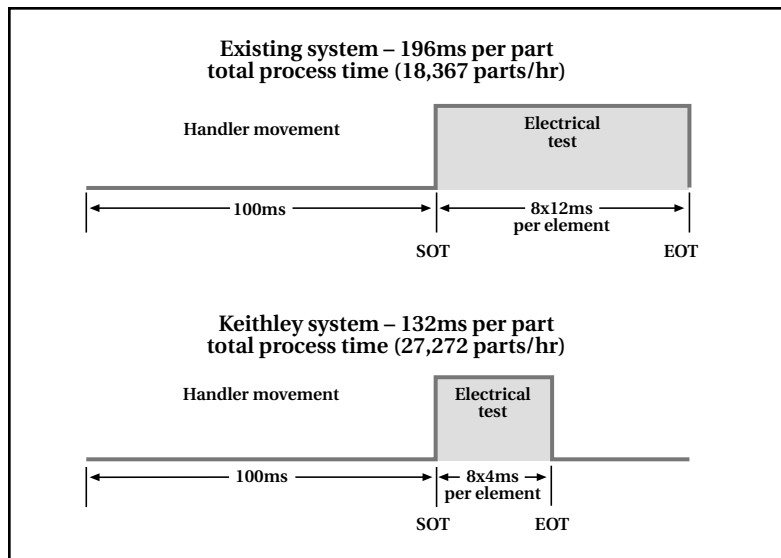 Existing system – 196ms per part
total process time (18,367 parts/hr)
Handler movement
Electrical
test
100ms
8x12ms
per element
SOT
EOT
Keithley system – 132ms per part
total process time (27,272 parts/hr)
Handler movement
Electrical
test
100ms
8x4ms
per element
SOT
EOT